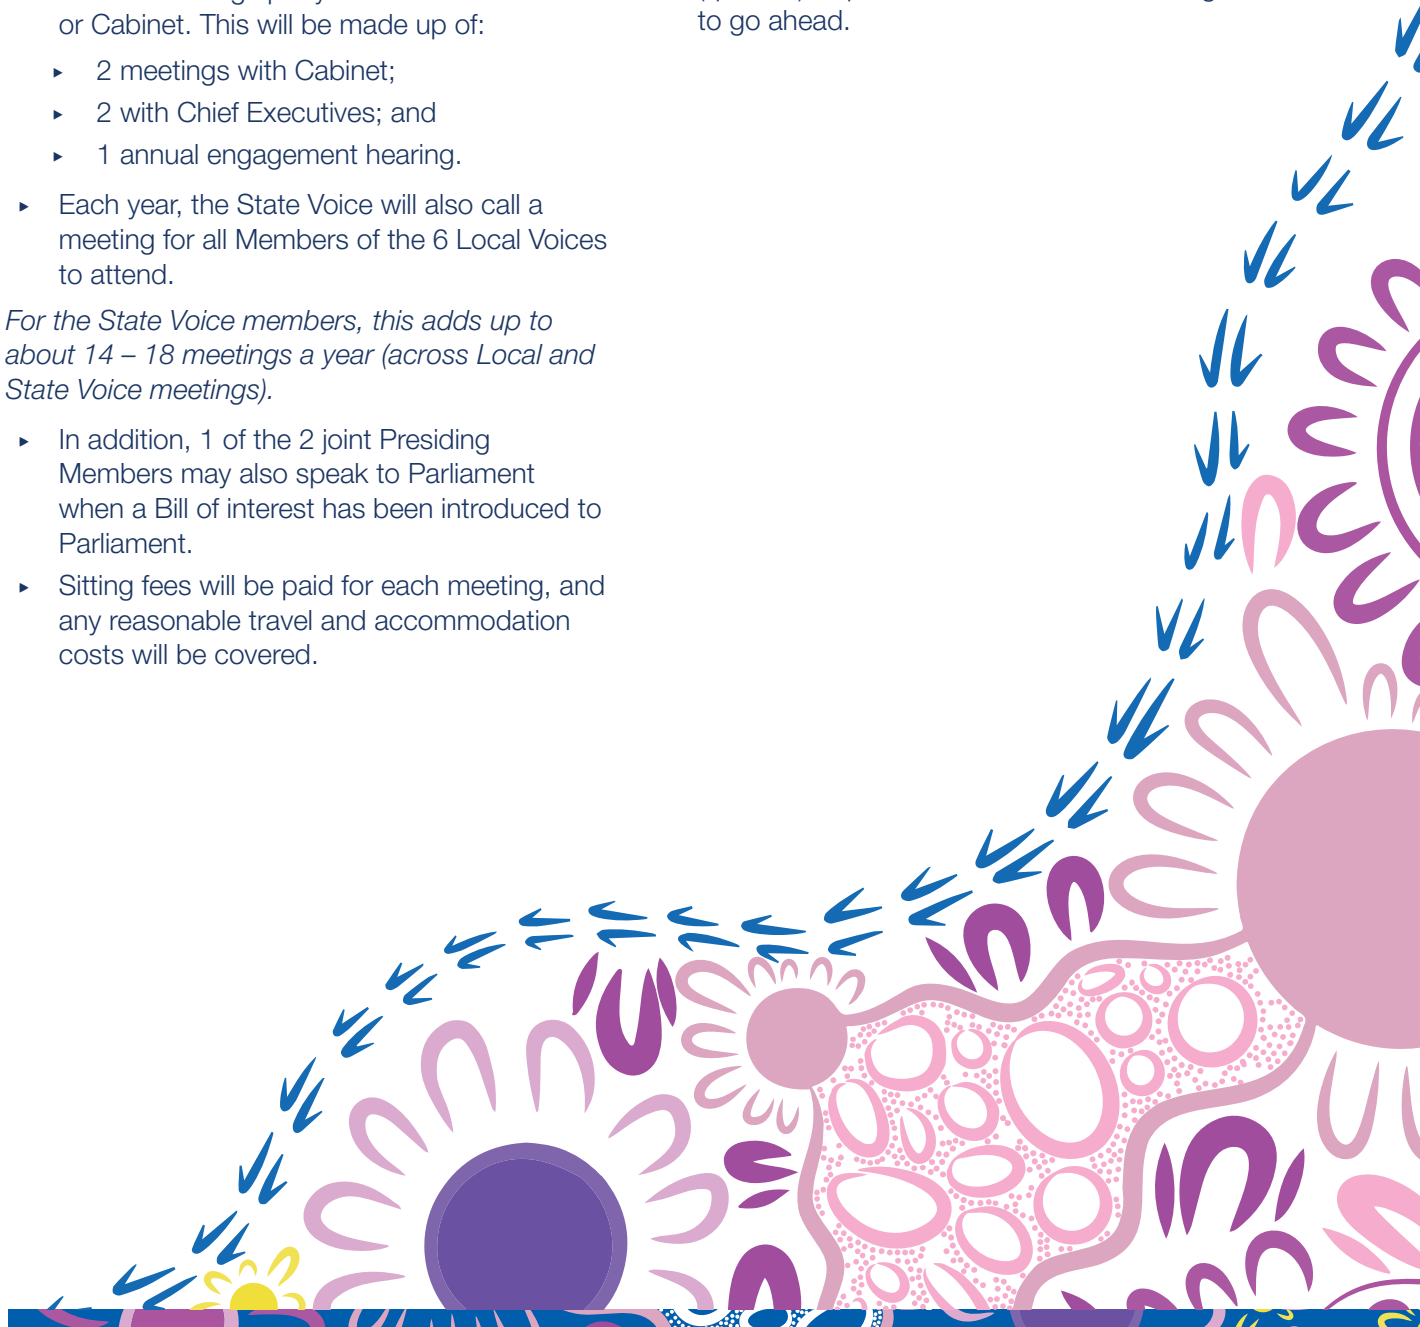 or Cabinet. This will be made up of:
▸ 2 meetings with Cabinet;
▸ 2 with Chief Executives; and
▸ 1 annual engagement hearing.
▸ Each year, the State Voice will also call a
meeting for all Members of the 6 Local Voices
to attend.
For the State Voice members, this adds up to
about 14 – 18 meetings a year (across Local and
State Voice meetings).
▸ In addition, 1 of the 2 joint Presiding
Members may also speak to Parliament
when a Bill of interest has been introduced to
Parliament.
▸ Sitting fees will be paid for each meeting, and
any reasonable travel and accommodation
costs will be covered.
to go ahead.